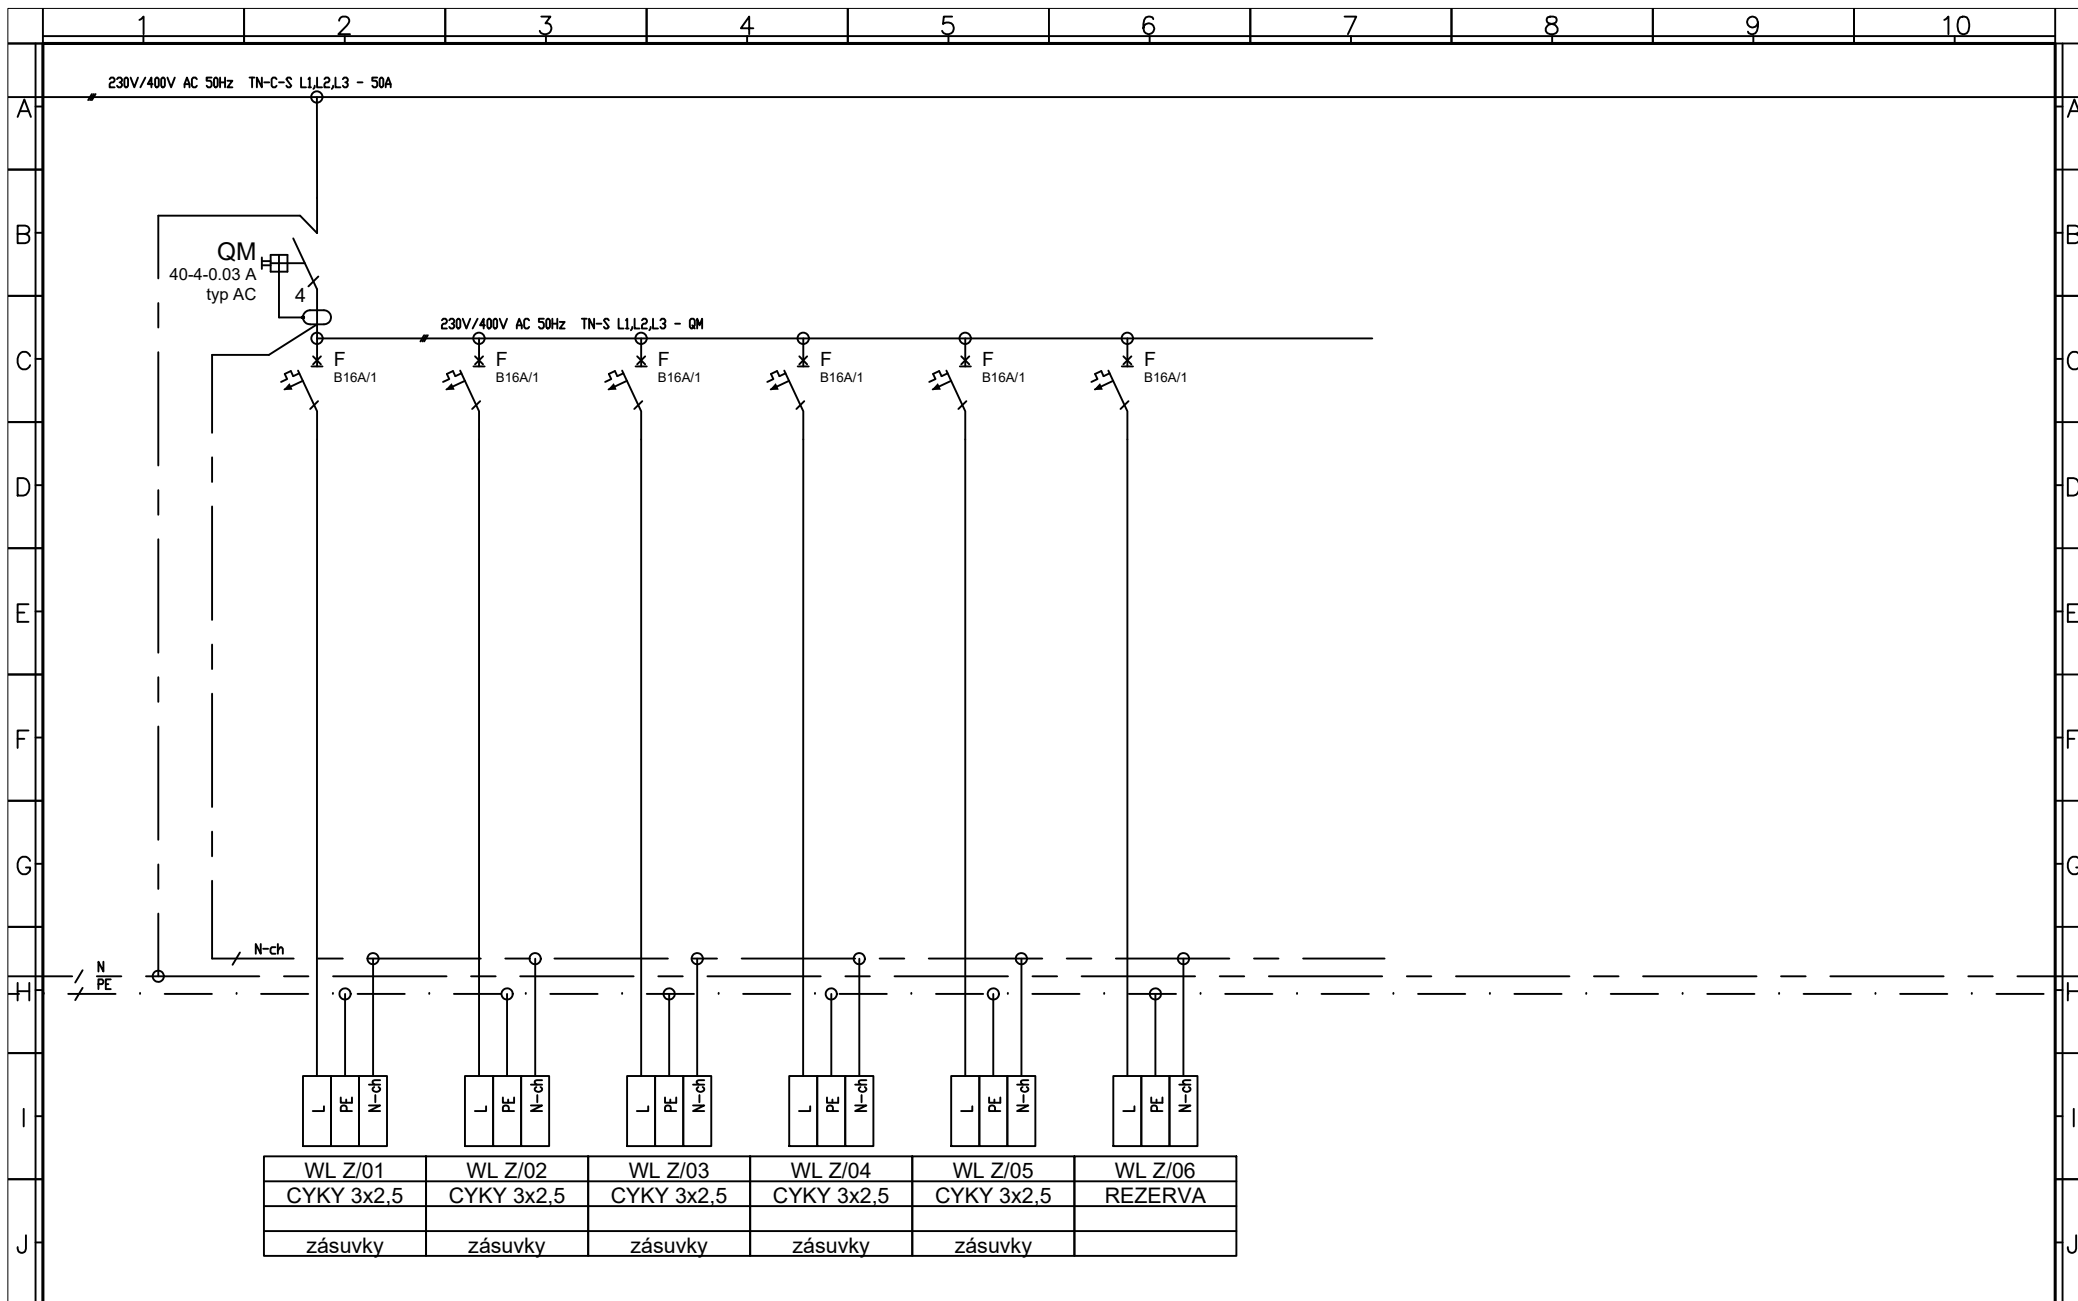 1 2 3 4 5 6 7 8 9 10
230V/400V AC 50Hz TN-C-S L1,L2,L3 - 50A
A A
B B
QM
40-4-0.03 A
typ AC
4
230V/400V AC 50Hz TN-S L1,L2,L3 - QM
C C
F F F F F F
B16A/1 B16A/1 B16A/1 B16A/1 B16A/1 B16A/1
D D
E E
F F
G G
N-ch
N
PE
H H
L PE N-ch L PE N-ch L PE N-ch L PE N-ch L PE N-ch L PE N-ch
I I
WL Z/01 WL Z/02 WL Z/03 WL Z/04 WL Z/05 WL Z/06
CYKY 3x2,5 CYKY 3x2,5 CYKY 3x2,5 CYKY 3x2,5 CYKY 3x2,5 REZERVA
J J
zásuvky zásuvky zásuvky zásuvky zásuvky